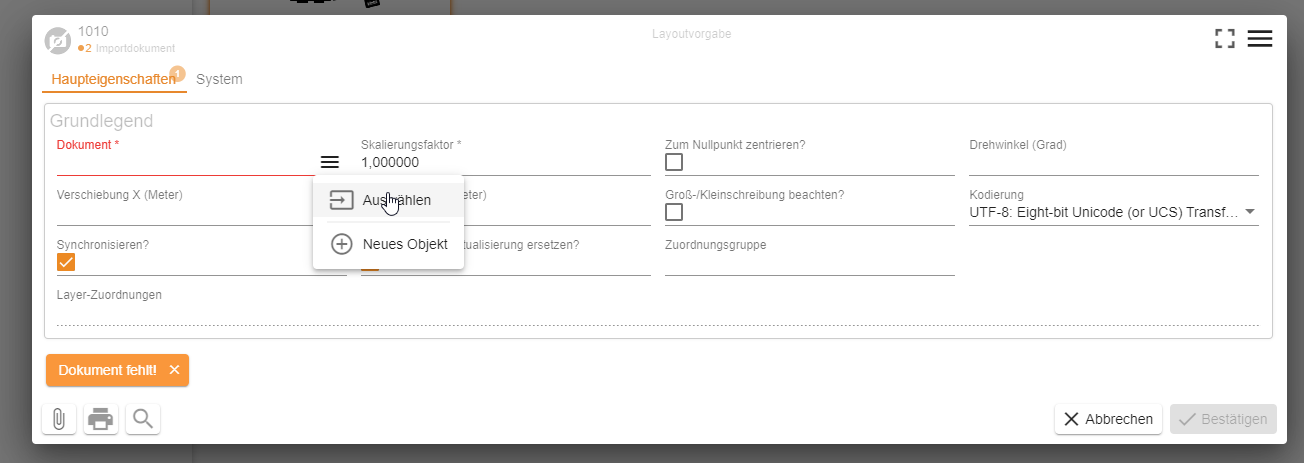 1010
2 Importdokument
Layoutvorgabe
Haupteigenschaften 1
System
Grundlegend
Dokument *
Skalierungsfaktor *
1,000000
Zum Nullpunkt zentrieren?
Drehwinkel (Grad)
Auswählen
Neues Objekt
Verschiebung X (Meter)
eter)
Groß-/Kleinschreibung beachten?
Kodierung
UTF-8: Eight-bit Unicode (or UCS) Transf...
Synchronisieren?
tualisierung ersetzen?
Zuordnungsgruppe
Layer-Zuordnungen
Dokument fehlt!
Abbrechen
Bestätigen